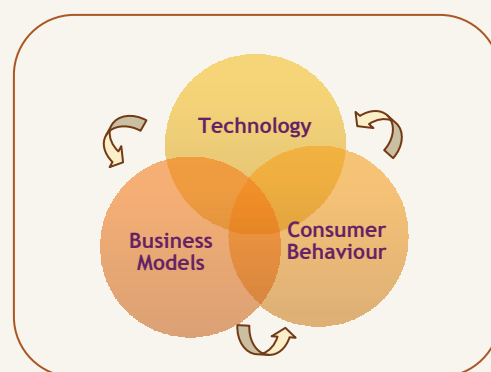 Technology
Business
Models
Consumer
Behaviour